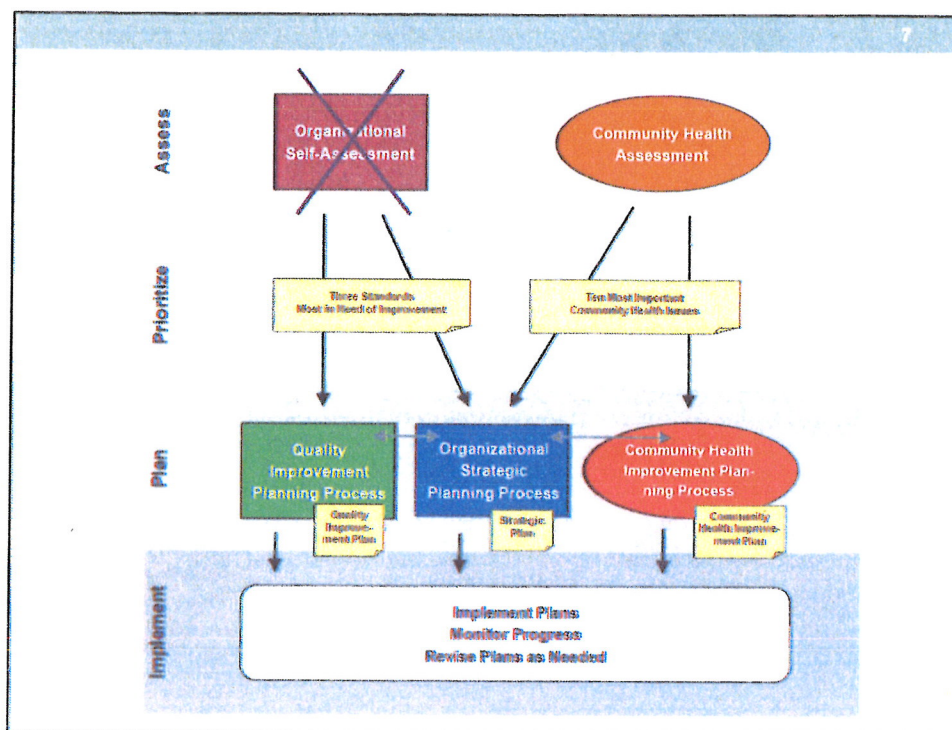 7
Assess
Organizational
Self-Assessment
Community Health
Assessment
Prioritize
Three Standards
Most in Need of Improvement
Ten Most Important
Community Health Issues
Plan
Quality
Improvement
Planning Process
Organizational
Strategic
Planning Process
Community Health
Improvement Plan-
ning Process
Quality
Improve-
ment Plan
Strategic
Plan
Community
Health Improve-
ment Plan
Implement
Implement Plans
Monitor Progress
Revise Plans as Needed